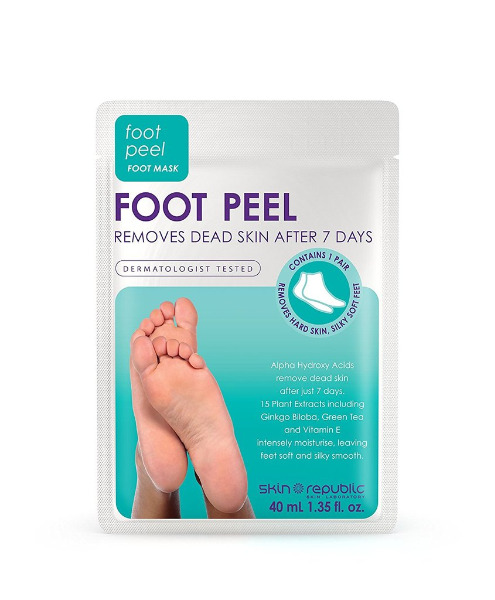 foot
peel
FOOT MASK
FOOT PEEL
REMOVES DEAD SKIN AFTER 7 DAYS
DERMATOLOGIST TESTED
CONTAINS 1 PAIR
REMOVES HARD SKIN, SILKY SOFT FEET
Alpha Hydroxy Acids
remove dead skin
after just 7 days.
15 Plant Extracts including
Ginkgo Biloba, Green Tea
and Vitamin E
intensely moisturise, leaving
feet soft and silky smooth.
skin republic
SKIN LABORATORY
40 mL 1.35 fl. oz.